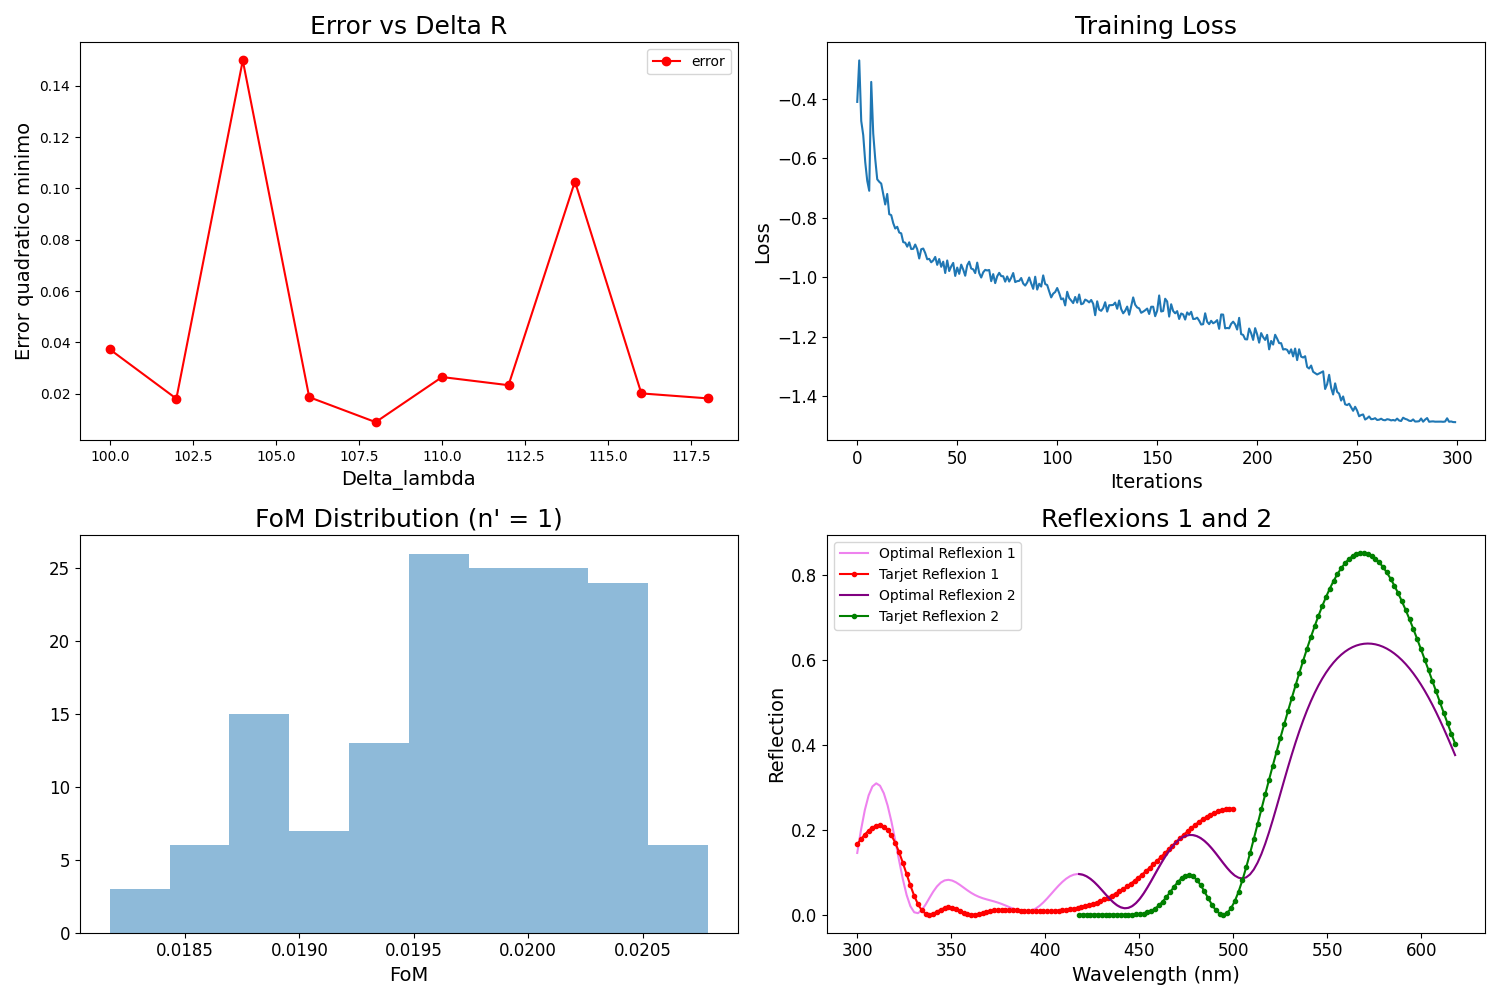 Error vs Delta R
error
0.14
0.12
0.10
0.08
0.06
0.04
0.02
Error quadratico minimo
100.0 102.5 105.0 107.5 110.0 112.5 115.0 117.5
Delta_lambda
Training Loss
−0.4
−0.6
−0.8
−1.0
−1.2
−1.4
Loss
0 50 100 150 200 250 300
Iterations
FoM Distribution (n' = 1)
25
20
15
10
5
0
0.0185 0.0190 0.0195 0.0200 0.0205
FoM
Reflexions 1 and 2
Optimal Reflexion 1
Tarjet Reflexion 1
Optimal Reflexion 2
Tarjet Reflexion 2
0.8
0.6
0.4
0.2
0.0
Reflection
300 350 400 450 500 550 600
Wavelength (nm)